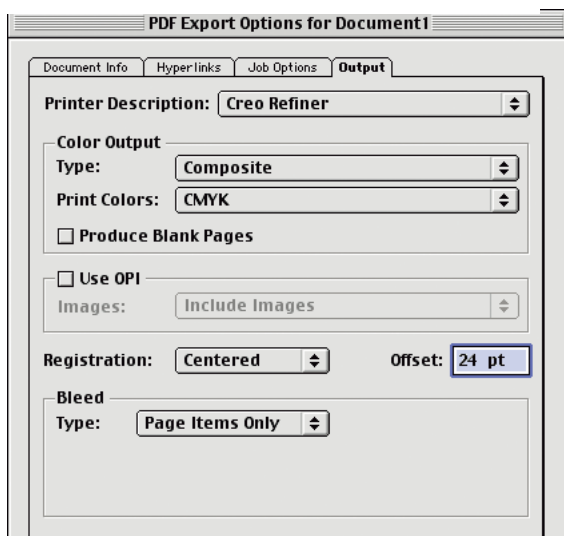 PDF Export Options for Document1
Document Info Hyperlinks Job Options Output
Printer Description: Creo Refiner
Color Output
Type: Composite
Print Colors: CMYK
Produce Blank Pages
Use OPI
Images: Include Images
Registration: Centered Offset: 24 pt
Bleed
Type: Page Items Only